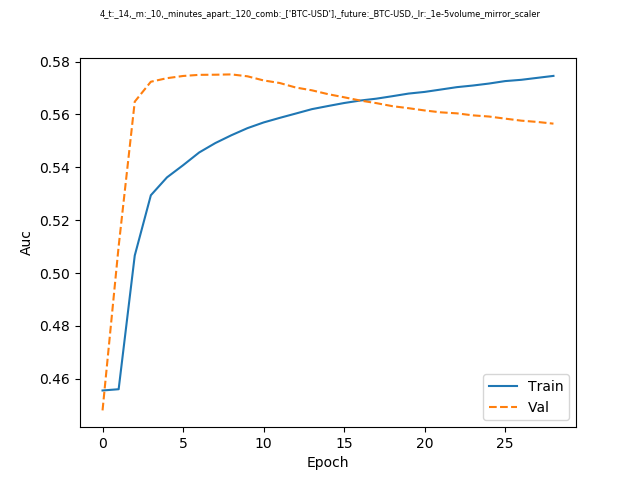 4_t:_14,_m:_10,_minutes_apart:_120_comb:_['BTC-USD'],_future:_BTC-USD,_lr:_1e-5volume_mirror_scaler
0.58
0.56
0.54
0.52
0.50
0.48
0.46
Auc
Train
Val
0 5 10 15 20 25
Epoch